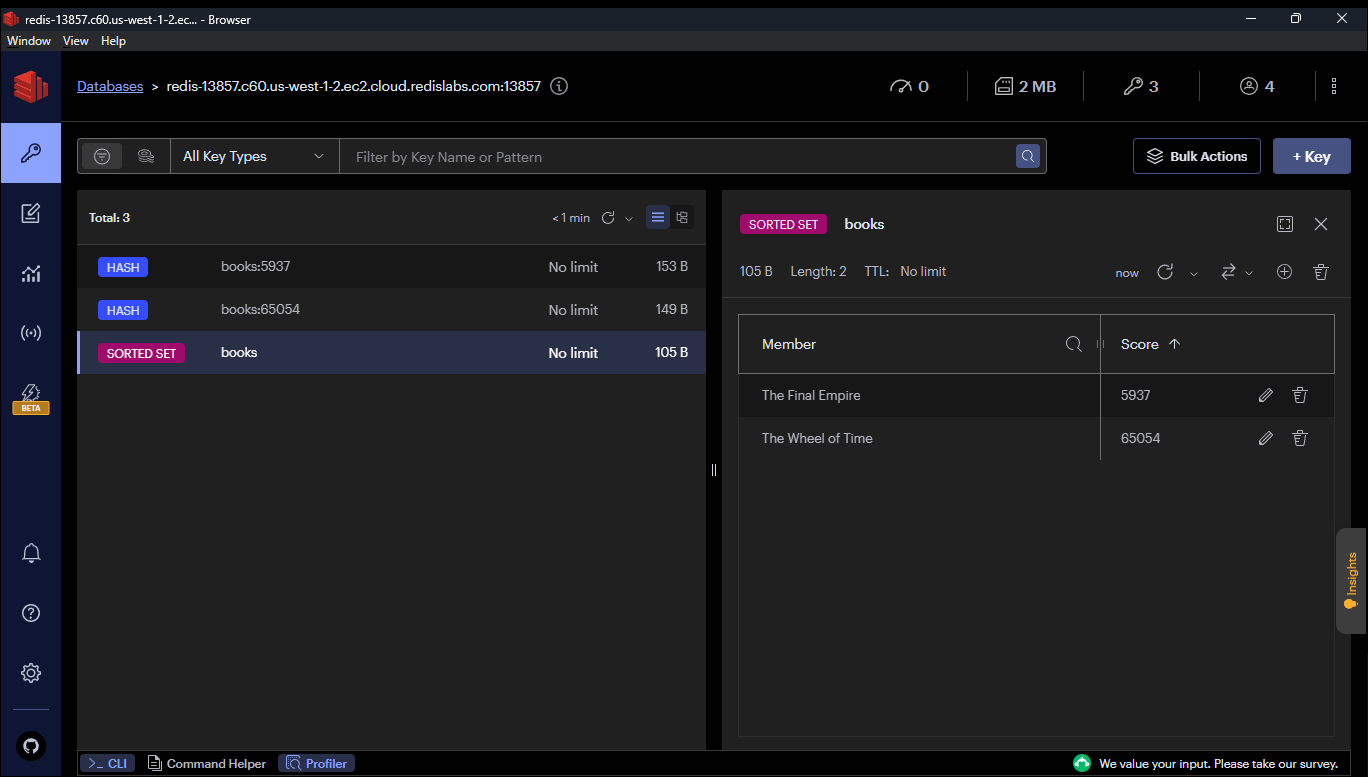 redis-13857.c60.us-west-1-2.ec... - Browser
Window View Help
Databases > redis-13857.c60.us-west-1-2.ec2.cloud.redislabs.com:13857
0
2 MB
3
4
All Key Types
Filter by Key Name or Pattern
Bulk Actions
+ Key
Total: 3
< 1 min
HASH books:5937 No limit 153 B
HASH books:65054 No limit 149 B
SORTED SET books No limit 105 B
SORTED SET books
105 B Length: 2 TTL: No limit
now
Member Score
The Final Empire 5937
The Wheel of Time 65054
BETA
Insights
>_ CLI Command Helper Profiler
We value your input. Please take our survey.